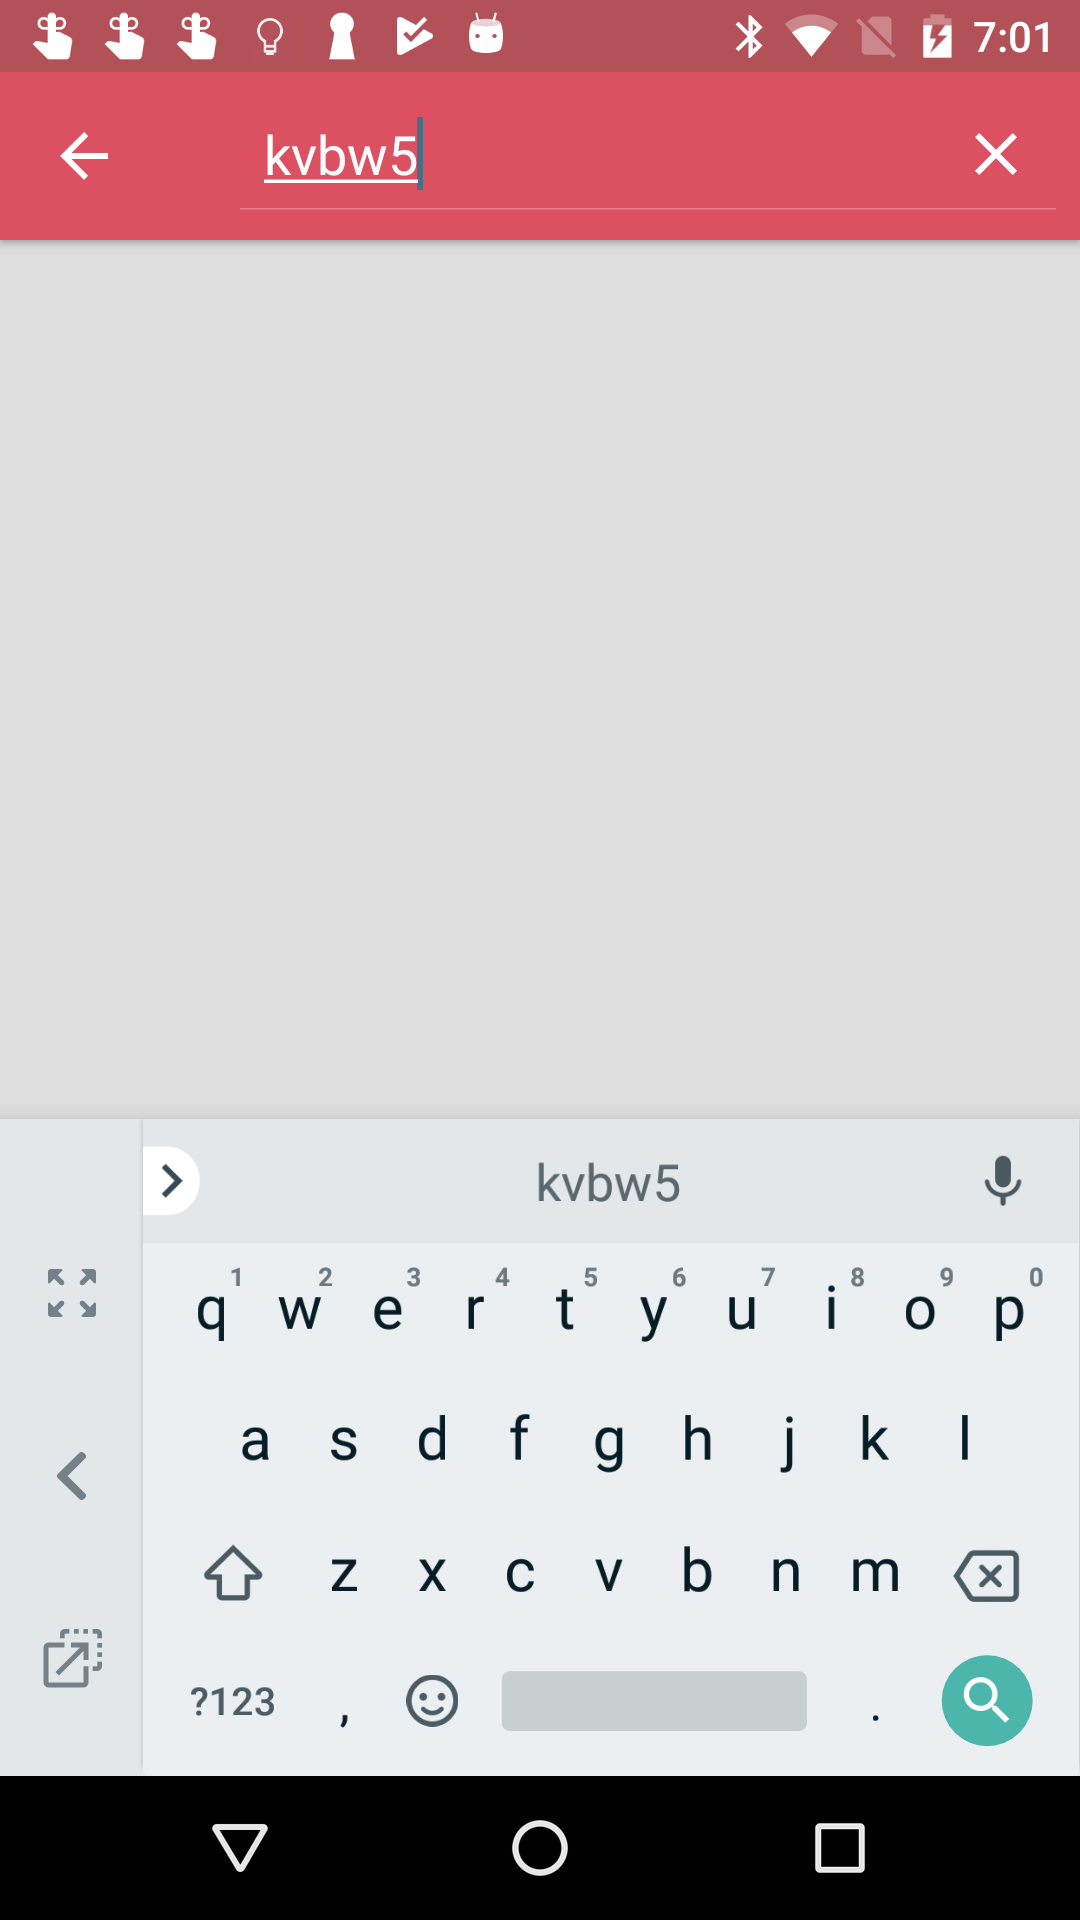 7:01
kvbw5
kvbw5
1 2 3 4 5 6 7 8 9 0
q w e r t y u i o p
a s d f g h j k l
z x c v b n m
?123 , .